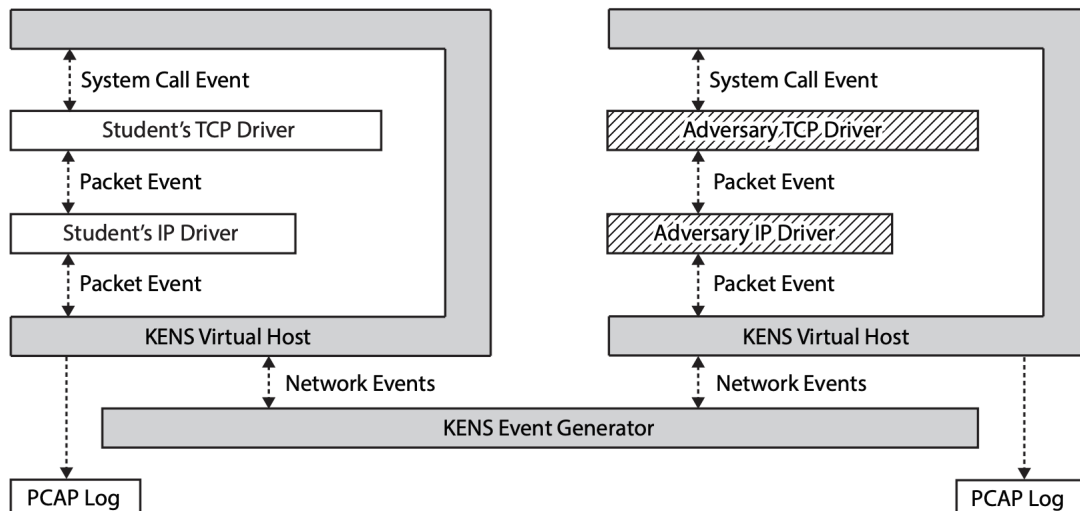 System Call Event
System Call Event
Student's TCP Driver
Adversary TCP Driver
Packet Event
Packet Event
Student's IP Driver
Adversary IP Driver
Packet Event
Packet Event
KENS Virtual Host
KENS Virtual Host
Network Events
Network Events
KENS Event Generator
PCAP Log
PCAP Log